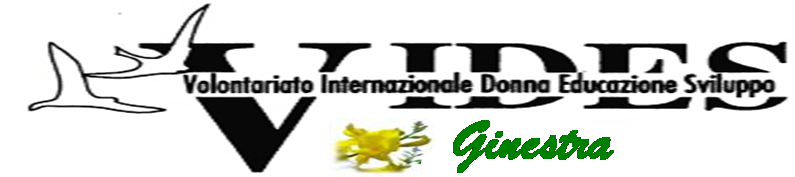 VIDES
Volontariato Internazionale Donna Educazione Sviluppo
Ginestra